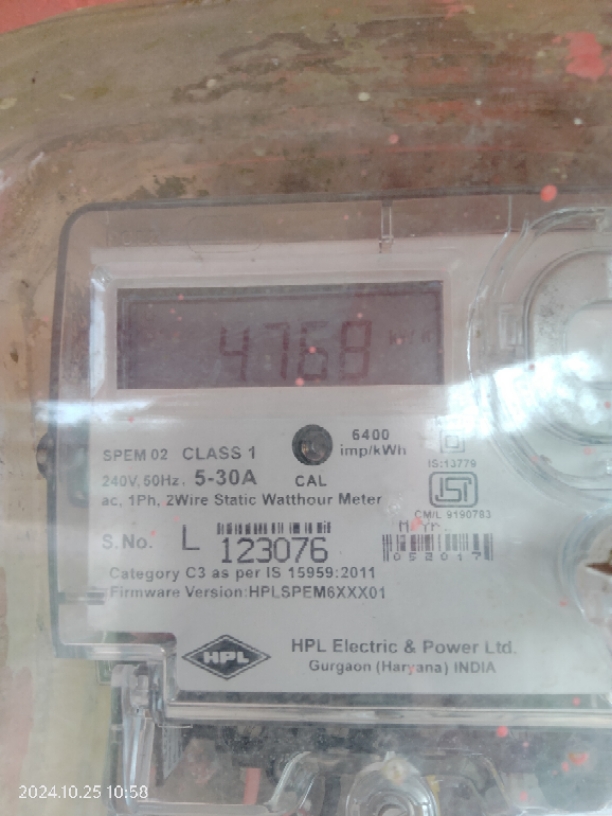 4768
6400
imp/kWh
SPEM 02 CLASS 1
240V, 50Hz. 5-30A
CAL
IS:13779
ac, 1Ph, 2Wire Static Watthour Meter
CM/L 9190783
S. No. L 123076
052017
Category C3 as per IS 15959:2011
Firmware Version:HPLSPEM6XXX01
HPL
HPL Electric & Power Ltd.
Gurgaon (Haryana) INDIA
2024.10.25 10:58